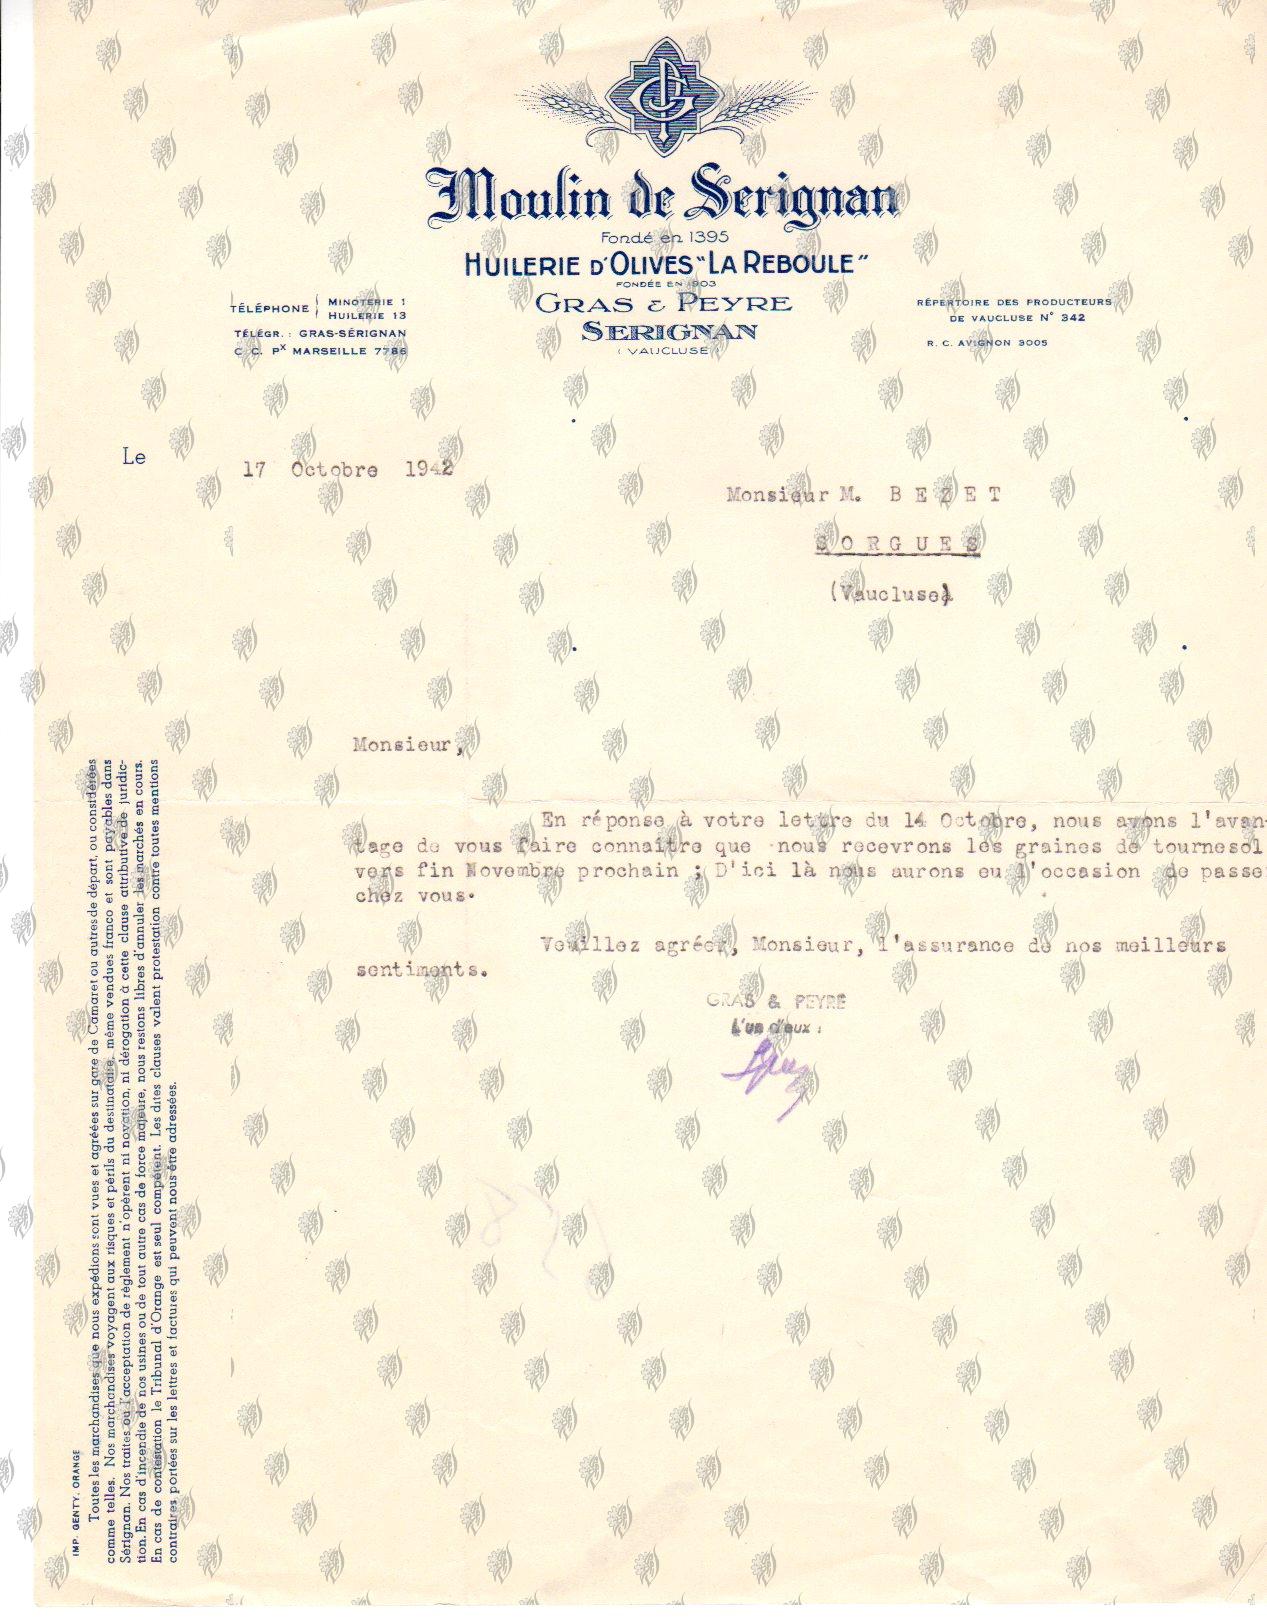 Moulin de Serignan
Fondé en 1395
HUILERIE D'OLIVES "LA REBOULE"
FONDÉE EN 1903
GRAS & PEYRE
SERIGNAN
(VAUCLUSE)
TÉLÉPHONE MINOTERIE 1
HUILERIE 13
TÉLÉGR. : GRAS-SÉRIGNAN
C. C. Px MARSEILLE 7786
RÉPERTOIRE DES PRODUCTEURS
DE VAUCLUSE N° 342
R. C. AVIGNON 3005
Le 17 Octobre 1942
Monsieur M. BEZET
SORGUES
(Vaucluse)
Monsieur,
En réponse à votre lettre du 14 Octobre, nous avons l'avan-
tage de vous faire connaître que nous recevrons les graines de tournesol
vers fin Novembre prochain ; D'ici là nous aurons eu l'occasion de passe
chez vous.
Veuillez agréer, Monsieur, l'assurance de nos meilleurs
sentiments.
GRAS & PEYRE
L'un d'eux :
IMP. GENTY. ORANGE
Toutes les marchandises que nous expédions sont vues et agréées sur gare de Camaret ou autres de départ, ou considérées
comme telles. Nos marchandises voyagent aux risques et périls du destinataire, même vendues franco et sont payables dans
Sérignan. Nos traites ou l'acceptation de règlement n'opèrent ni novation, ni dérogation à cette clause attributive de juridic-
tion. En cas d'incendie de nos usines ou de tout autre cas de force majeure, nous restons libres d'annuler les marchés en cours.
En cas de contestation le Tribunal d'Orange est seul compétent. Les dites clauses valent protestation contre toutes mentions
contraires portées sur les lettres et factures qui peuvent nous être adressées.